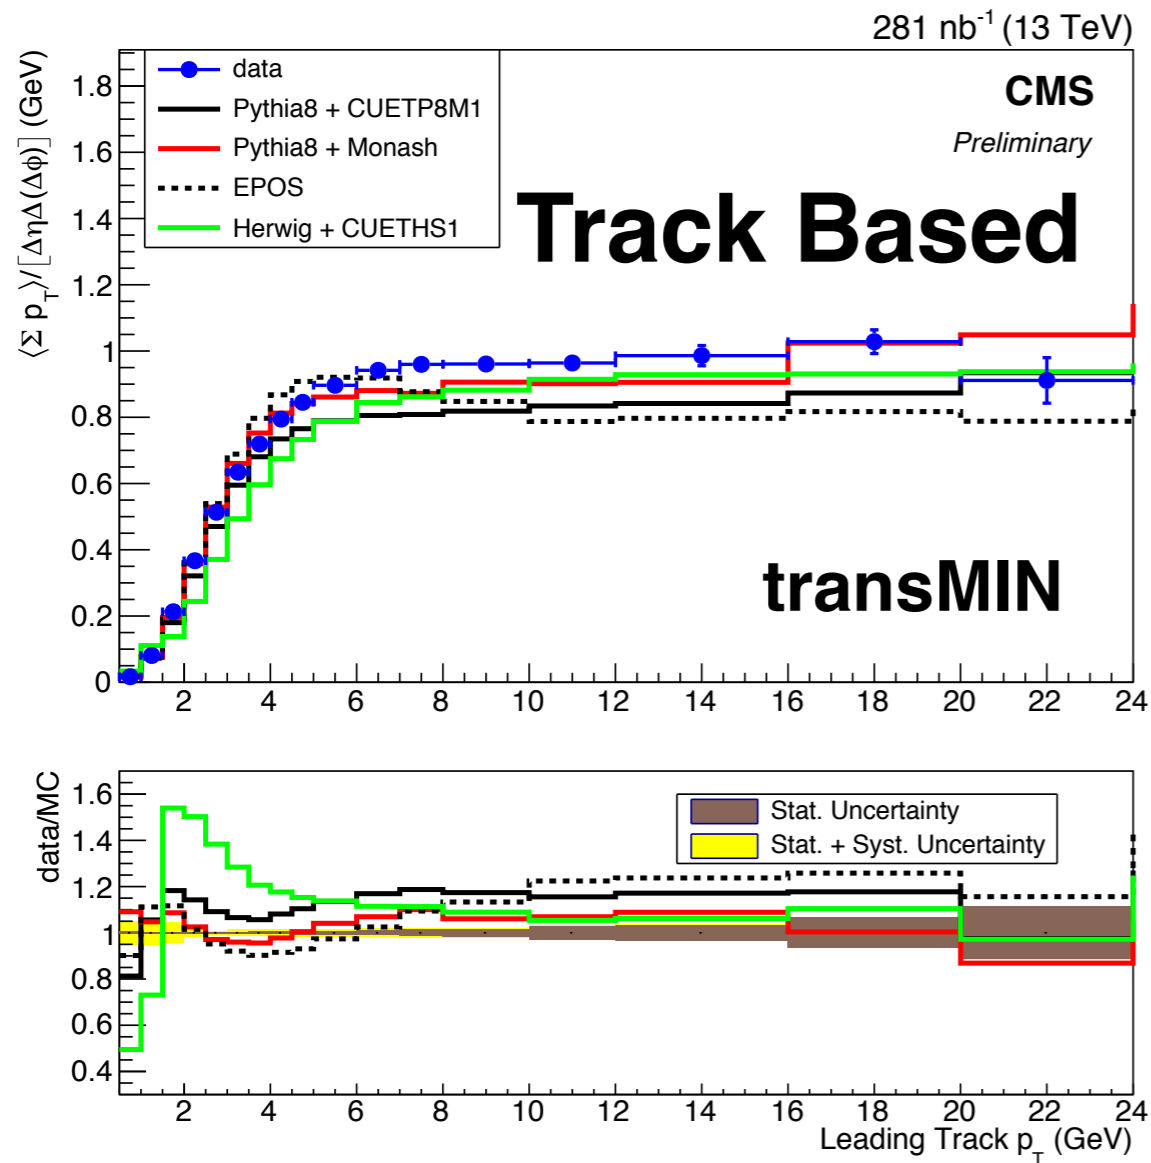 281 nb-1 (13 TeV)
⟨Σ pT⟩/[ΔηΔ(Δϕ)] (GeV)
1.8
1.6
1.4
1.2
1
0.8
0.6
0.4
0.2
0
data
Pythia8 + CUETP8M1
Pythia8 + Monash
EPOS
Herwig + CUETHS1
CMS
Preliminary
Track Based
transMIN
2 4 6 8 10 12 14 16 18 20 22 24
data/MC
1.6
1.4
1.2
1
0.8
0.6
0.4
Stat. Uncertainty
Stat. + Syst. Uncertainty
2 4 6 8 10 12 14 16 18 20 22 24
Leading Track pT (GeV)